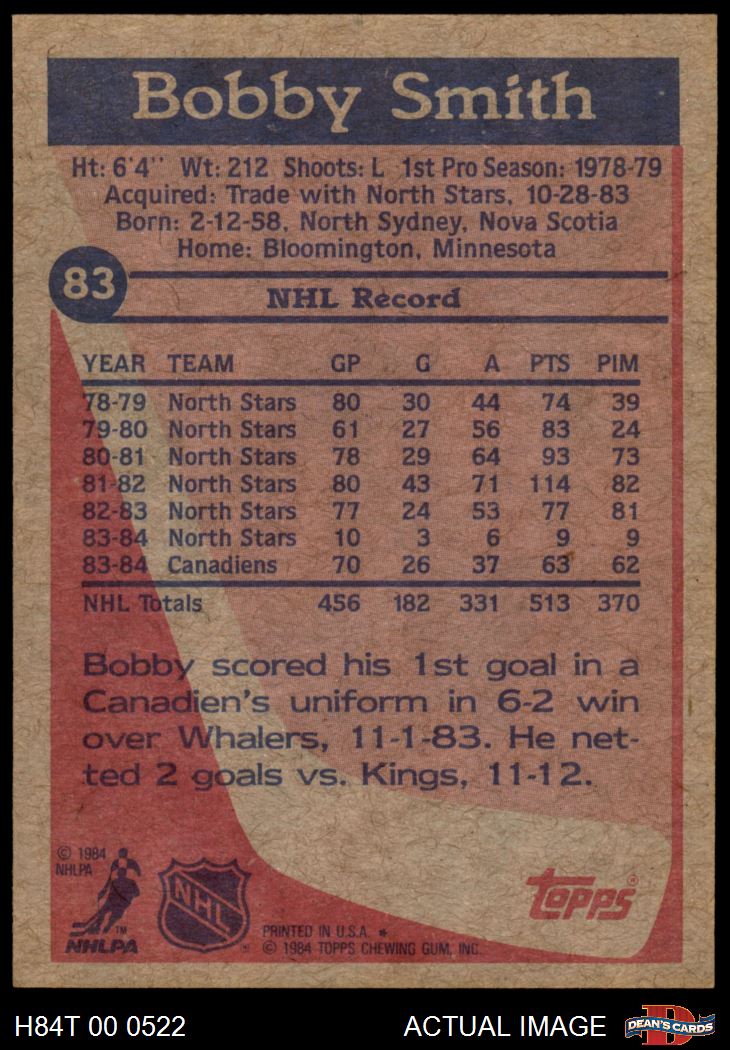 Bobby Smith
Ht: 6'4'' Wt: 212 Shoots: L 1st Pro Season: 1978-79
Acquired: Trade with North Stars, 10-28-83
Born: 2-12-58, North Sydney, Nova Scotia
Home: Bloomington, Minnesota
83
NHL Record
YEAR TEAM GP G A PTS PIM
78-79 North Stars 80 30 44 74 39
79-80 North Stars 61 27 56 83 24
80-81 North Stars 78 29 64 93 73
81-82 North Stars 80 43 71 114 82
82-83 North Stars 77 24 53 77 81
83-84 North Stars 10 3 6 9 9
83-84 Canadiens 70 26 37 63 62
NHL Totals 456 182 331 513 370
Bobby scored his 1st goal in a
Canadien's uniform in 6-2 win
over Whalers, 11-1-83. He net-
ted 2 goals vs. Kings, 11-12.
© 1984
NHLPA
TM
NHLPA
NHL
®
PRINTED IN U.S.A. *
© 1984 TOPPS CHEWING GUM, INC.
topps®
H84T 00 0522 ACTUAL IMAGE
D
DEAN'S CARDS